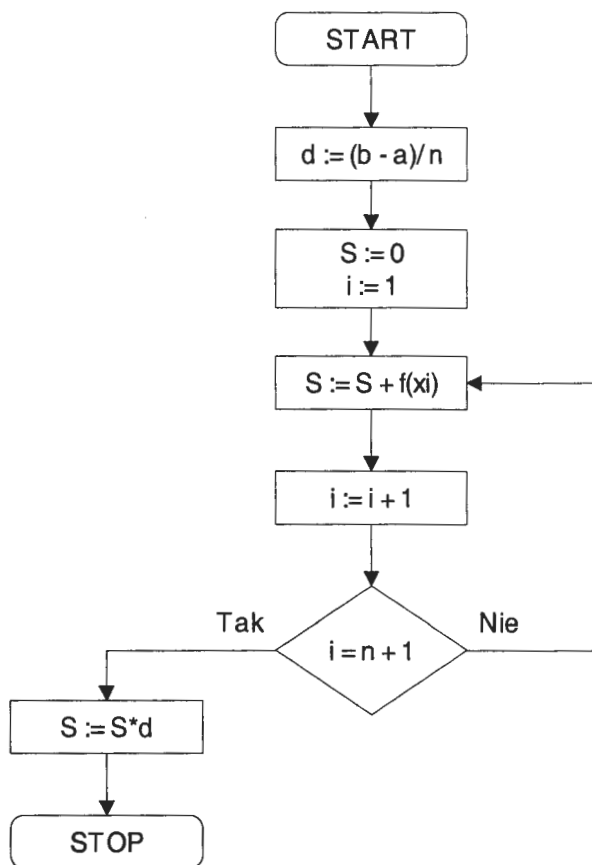 START
d := (b - a)/ n
S := 0
i := 1
S := S + f(xi)
i := i + 1
Tak
Nie
i = n + 1
S := S*d
STOP